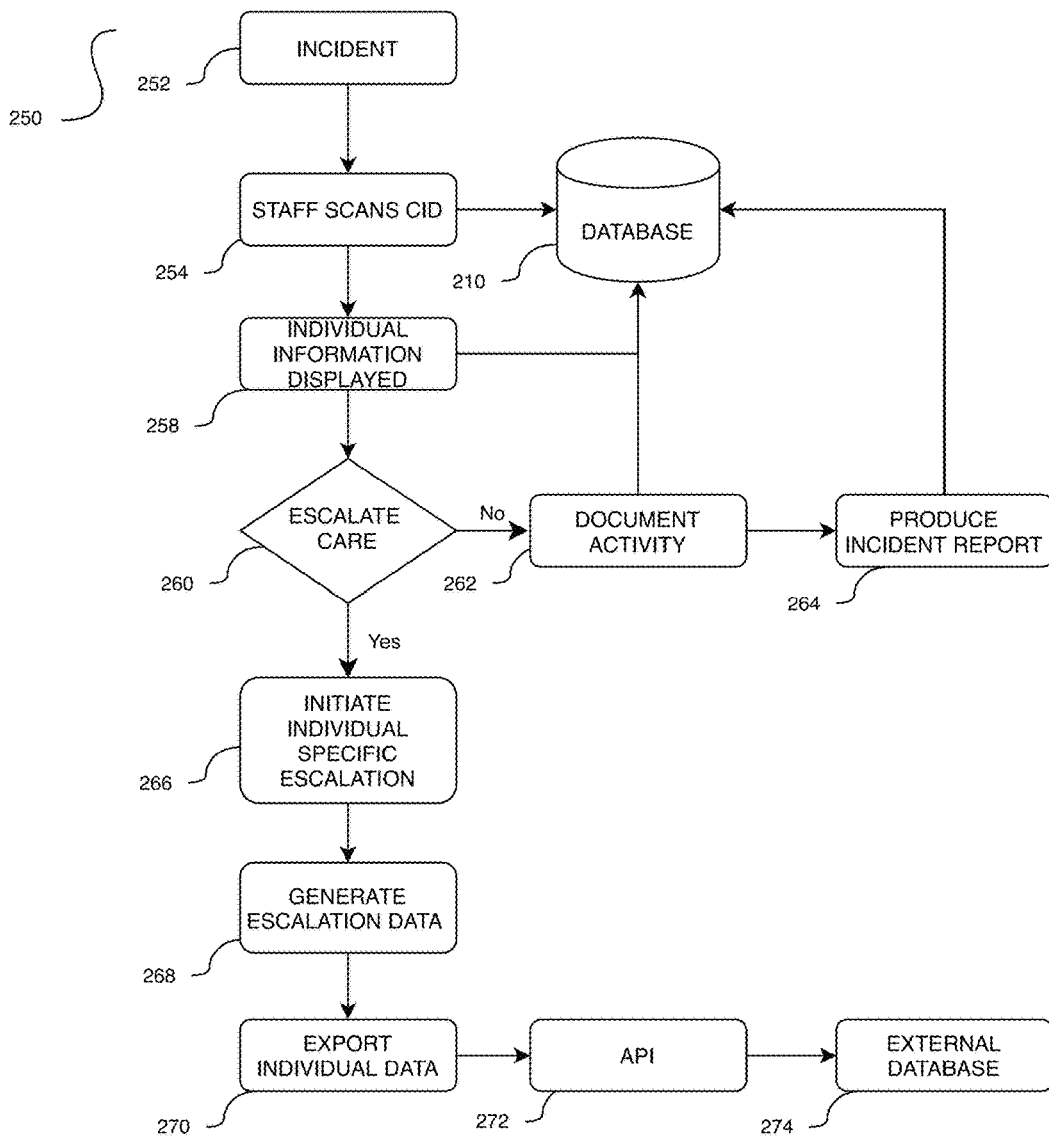 INCIDENT
252
250
STAFF SCANS CID
254
DATABASE
210
INDIVIDUAL
INFORMATION
DISPLAYED
258
ESCALATE
CARE
260
No
DOCUMENT
ACTIVITY
262
PRODUCE
INCIDENT REPORT
264
Yes
INITIATE
INDIVIDUAL
SPECIFIC
ESCALATION
266
GENERATE
ESCALATION DATA
268
EXPORT
INDIVIDUAL DATA
270
API
272
EXTERNAL
DATABASE
274